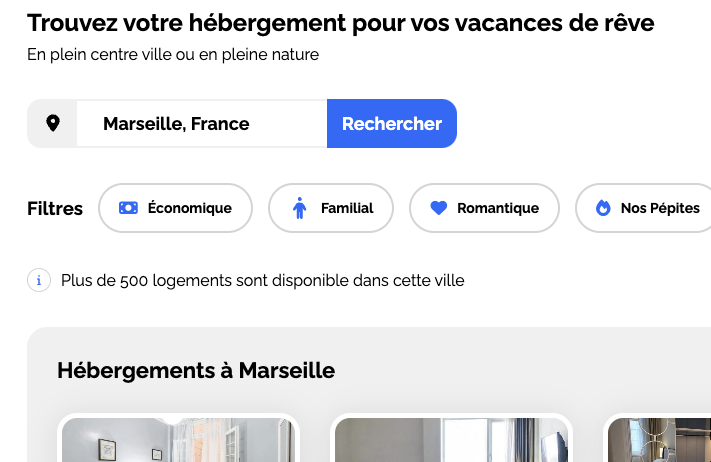 Trouvez votre hébergement pour vos vacances de rêve
En plein centre ville ou en pleine nature
Marseille, France Rechercher
Filtres Économique Familial Romantique Nos Pépites
i Plus de 500 logements sont disponible dans cette ville
Hébergements à Marseille